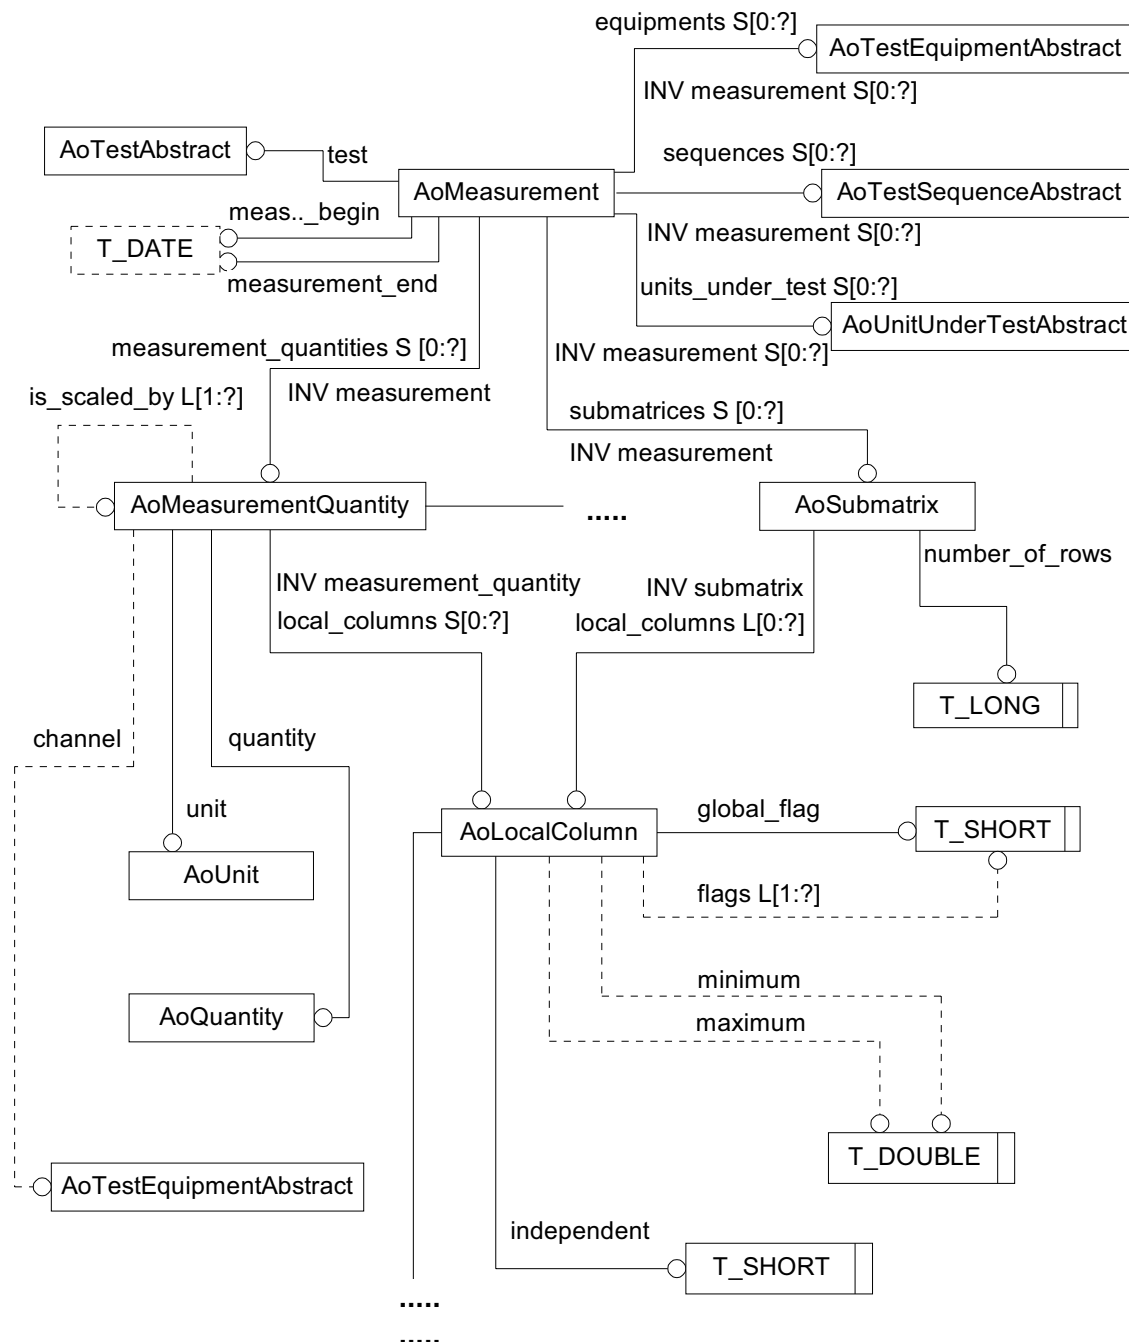 equipments S[0:?]
AoTestEquipmentAbstract
INV measurement S[0:?]
AoTestAbstract
test
sequences S[0:?]
AoMeasurement
AoTestSequenceAbstract
meas.._begin
INV measurement S[0:?]
T_DATE
measurement_end
units_under_test S[0:?]
AoUnitUnderTestAbstract
measurement_quantities S [0:?]
INV measurement S[0:?]
is_scaled_by L[1:?]
INV measurement
submatrices S [0:?]
INV measurement
AoMeasurementQuantity
.....
AoSubmatrix
number_of_rows
INV measurement_quantity
INV submatrix
local_columns S[0:?]
local_columns L[0:?]
T_LONG
channel
quantity
unit
global_flag
AoLocalColumn
T_SHORT
AoUnit
flags L[1:?]
minimum
AoQuantity
maximum
T_DOUBLE
AoTestEquipmentAbstract
independent
T_SHORT
.....
.....